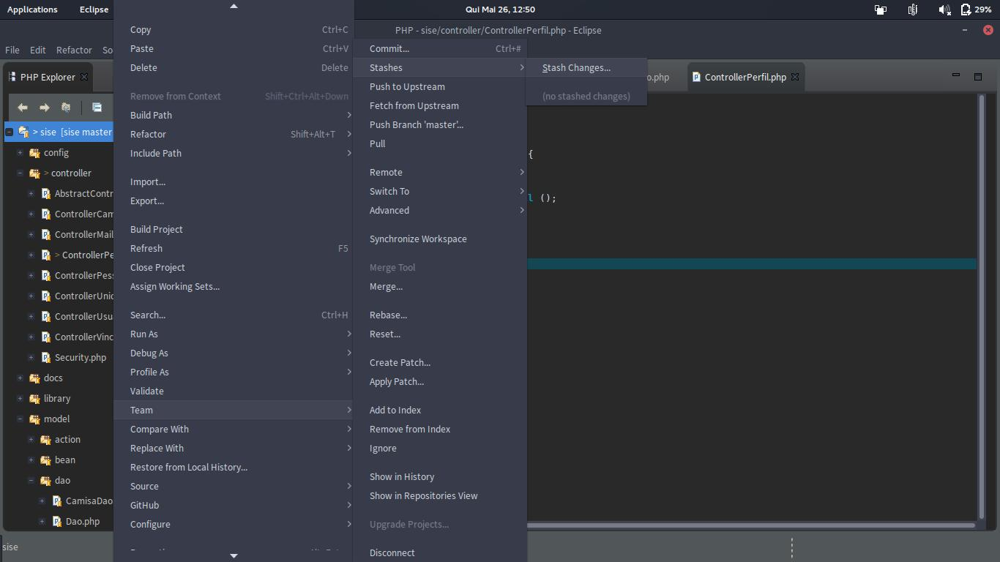 Applications Eclipse Qui Mai 26, 12:50 29%
PHP - sise/controller/ControllerPerfil.php - Eclipse
File Edit Refactor So
PHP Explorer
> sise [sise master
config
> controller
AbstractContr
ControllerCam
ControllerMail
> ControllerPe
ControllerPess
ControllerUnid
ControllerUsu
ControllerVinc
Security.php
docs
library
model
action
bean
dao
CamisaDao
Dao.php
sise
Copy Ctrl+C
Paste Ctrl+V
Delete Delete
Remove from Context Shift+Ctrl+Alt+Down
Build Path
Refactor Shift+Alt+T
Include Path
Import...
Export...
Build Project
Refresh F5
Close Project
Assign Working Sets...
Search... Ctrl+H
Run As
Debug As
Profile As
Validate
Team
Compare With
Replace With
Restore from Local History...
Source
GitHub
Configure
Commit... Ctrl+#
Stashes
Push to Upstream
Fetch from Upstream
Push Branch 'master'...
Pull
Remote
Switch To
Advanced
Synchronize Workspace
Merge Tool
Merge...
Rebase...
Reset...
Create Patch...
Apply Patch...
Add to Index
Remove from Index
Ignore
Show in History
Show in Repositories View
Upgrade Projects...
Disconnect
Stash Changes...
(no stashed changes)
o.php
ControllerPerfil.php
{
l ();